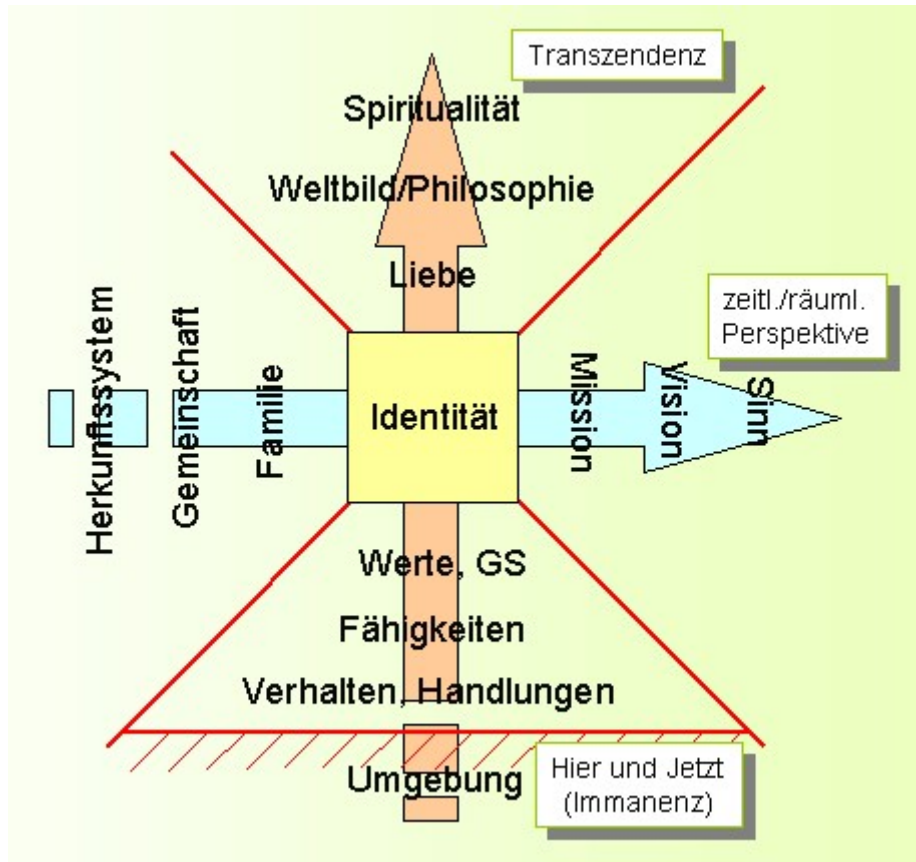 Transzendenz
Spiritualität
Weltbild/Philosophie
Liebe
zeitl./räuml.
Perspektive
Herkunftssystem
Gemeinschaft
Familie
Identität
Mission
Vision
Sinn
Werte, GS
Fähigkeiten
Verhalten, Handlungen
Umgebung
Hier und Jetzt
(Immanenz)